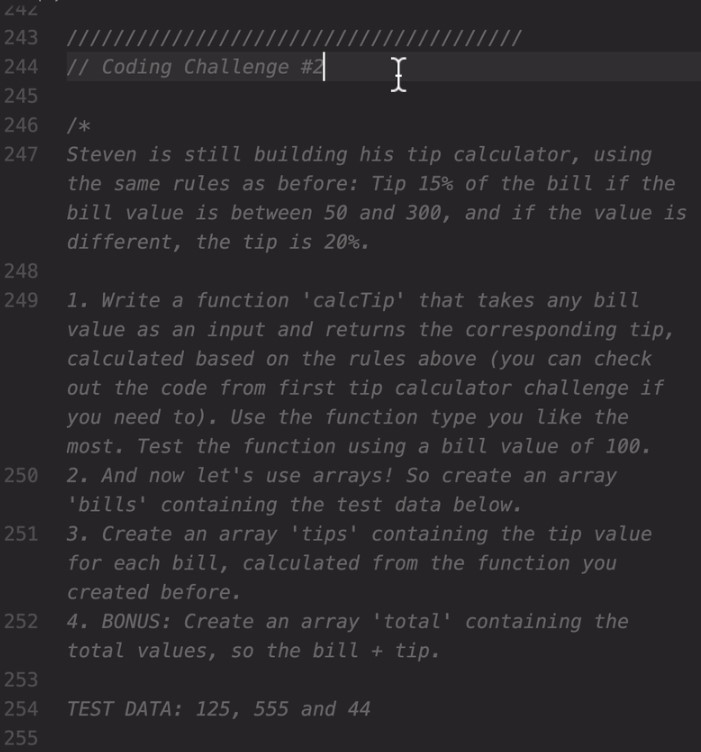 242
243 ///////////////////////////////////////
244 // Coding Challenge #2
245
246 /*
247 Steven is still building his tip calculator, using
the same rules as before: Tip 15% of the bill if the
bill value is between 50 and 300, and if the value is
different, the tip is 20%.
248
249 1. Write a function 'calcTip' that takes any bill
value as an input and returns the corresponding tip,
calculated based on the rules above (you can check
out the code from first tip calculator challenge if
you need to). Use the function type you like the
most. Test the function using a bill value of 100.
250 2. And now let's use arrays! So create an array
'bills' containing the test data below.
251 3. Create an array 'tips' containing the tip value
for each bill, calculated from the function you
created before.
252 4. BONUS: Create an array 'total' containing the
total values, so the bill + tip.
253
254 TEST DATA: 125, 555 and 44
255